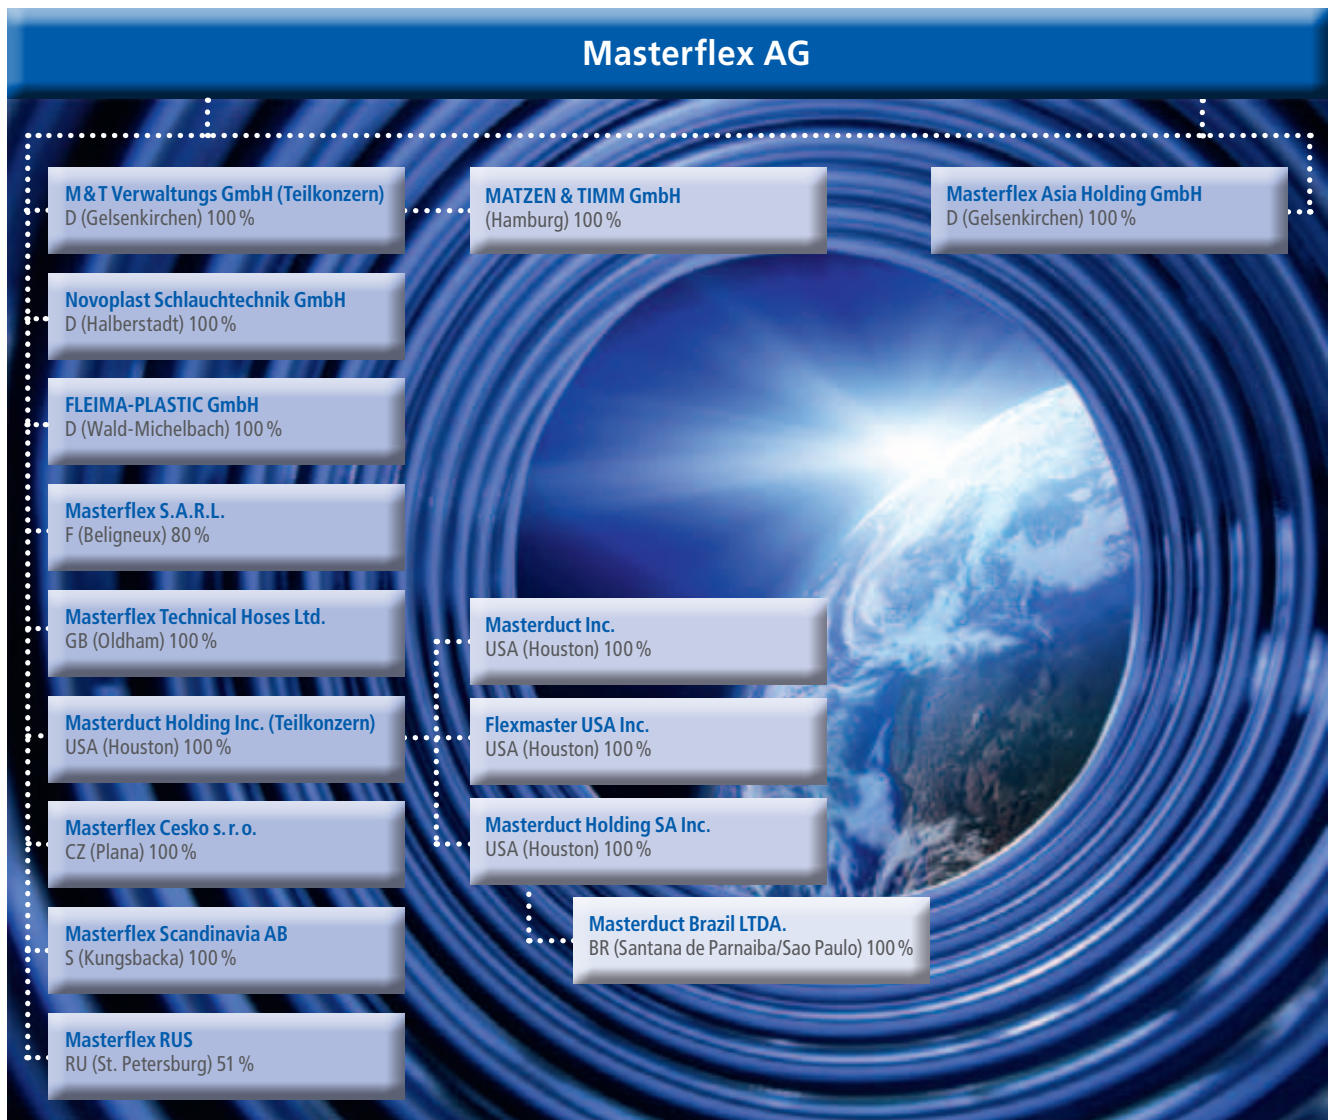 Masterflex AG
M&T Verwaltungs GmbH (Teilkonzern)
D (Gelsenkirchen) 100 %
MATZEN & TIMM GmbH
(Hamburg) 100 %
Masterflex Asia Holding GmbH
D (Gelsenkirchen) 100 %
Novoplast Schlauchtechnik GmbH
D (Halberstadt) 100 %
FLEIMA-PLASTIC GmbH
D (Wald-Michelbach) 100 %
Masterflex S.A.R.L.
F (Beligneux) 80 %
Masterflex Technical Hoses Ltd.
GB (Oldham) 100 %
Masterduct Holding Inc. (Teilkonzern)
USA (Houston) 100 %
Masterduct Inc.
USA (Houston) 100 %
Flexmaster USA Inc.
USA (Houston) 100 %
Masterduct Holding SA Inc.
USA (Houston) 100 %
Masterduct Brazil LTDA.
BR (Santana de Parnaiba/Sao Paulo) 100 %
Masterflex Cesko s. r. o.
CZ (Plana) 100 %
Masterflex Scandinavia AB
S (Kungsbacka) 100 %
Masterflex RUS
RU (St. Petersburg) 51 %